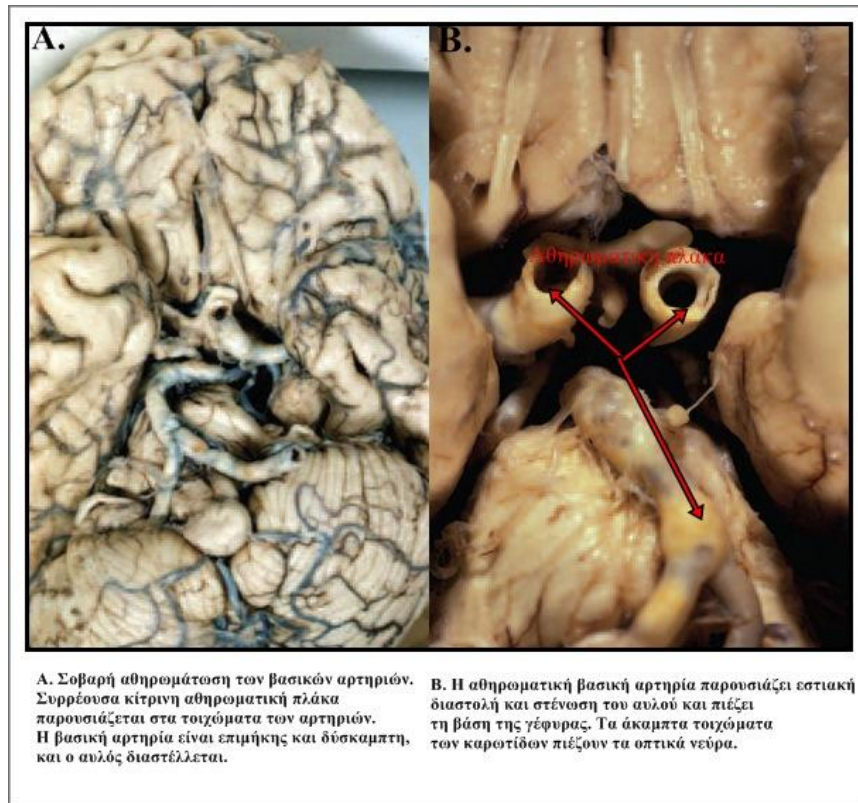 A.
B.
Αθηρωματική πλάκα
A. Σοβαρή αθηρωμάτωση των βασικών αρτηριών.
Συρρέουσα κίτρινη αθηρωματική πλάκα
παρουσιάζεται στα τοιχώματα των αρτηριών.
Η βασική αρτηρία είναι επιμήκης και δύσκαμπτη,
και ο αυλός διαστέλλεται.
B. Η αθηρωματική βασική αρτηρία παρουσιάζει εστιακή
διαστολή και στένωση του αυλού και πιέζει
τη βάση της γέφυρας. Τα άκαμπτα τοιχώματα
των καρωτίδων πιέζουν τα οπτικά νεύρα.